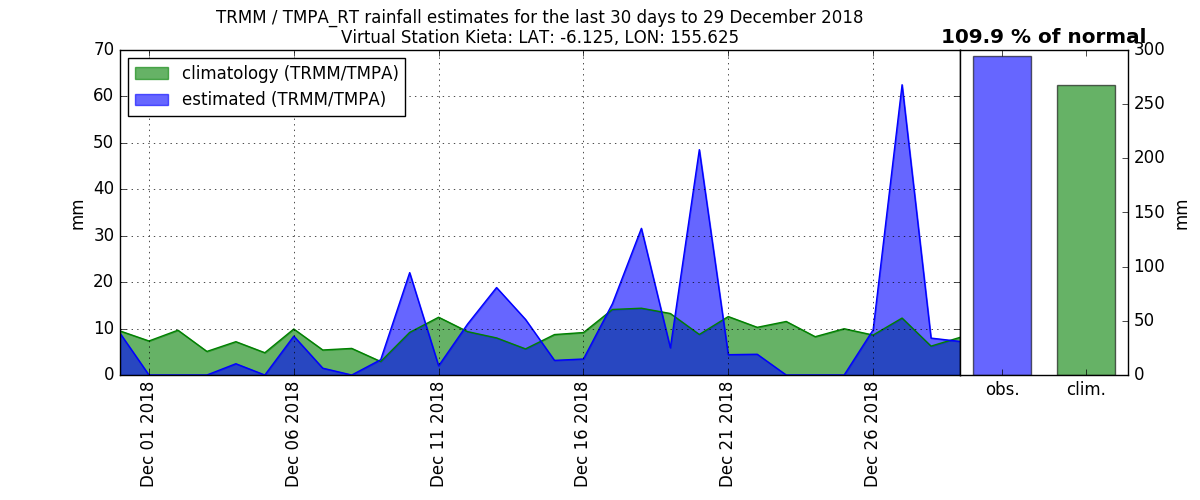 TRMM / TMPA_RT rainfall estimates for the last 30 days to 29 December 2018
Virtual Station Kieta: LAT: -6.125, LON: 155.625
109.9 % of normal
climatology (TRMM/TMPA)
estimated (TRMM/TMPA)
70
60
50
40
30
20
10
0
mm
Dec 01 2018
Dec 06 2018
Dec 11 2018
Dec 16 2018
Dec 21 2018
Dec 26 2018
300
250
200
150
100
50
0
mm
obs.
clim.